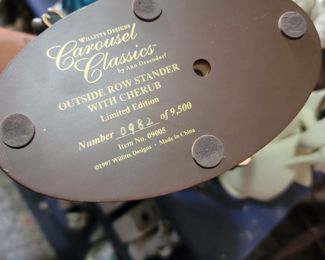 WILLITTS DESIGNS
Carousel
Classics
by Ann Dezendorf
OUTSIDE ROW STANDER
WITH CHERUB
Limited Edition
Number 0982 of 9,500
Item No. 09005
©1997 Willitts Designs • Made in China